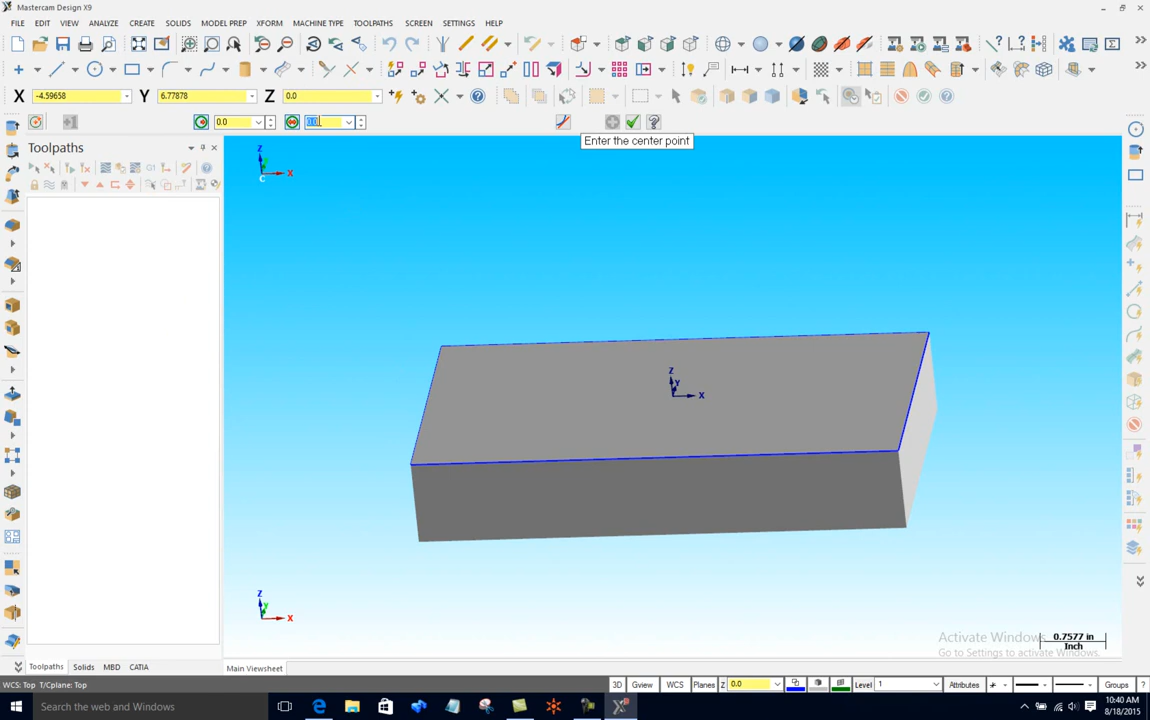 Mastercam Design X9
FILE EDIT VIEW ANALYZE CREATE SOLIDS MODEL PREP XFORM MACHINE TYPE TOOLPATHS SCREEN SETTINGS HELP
X -4.59658 Y 6.77878 Z 0.0
0.0 0.0
Enter the center point
Toolpaths
G1
Z
X
C
Z
Y
X
Z
Y
X
0.7577 in
Inch
Activate Windows
Go to Settings to activate Windows.
Toolpaths Solids MBD CATIA
Main Viewsheet
WCS: Top T/Cplane: Top
3D Gview WCS Planes Z 0.0 Level 1 Attributes Groups ?
Search the web and Windows
10:40 AM
8/18/2015